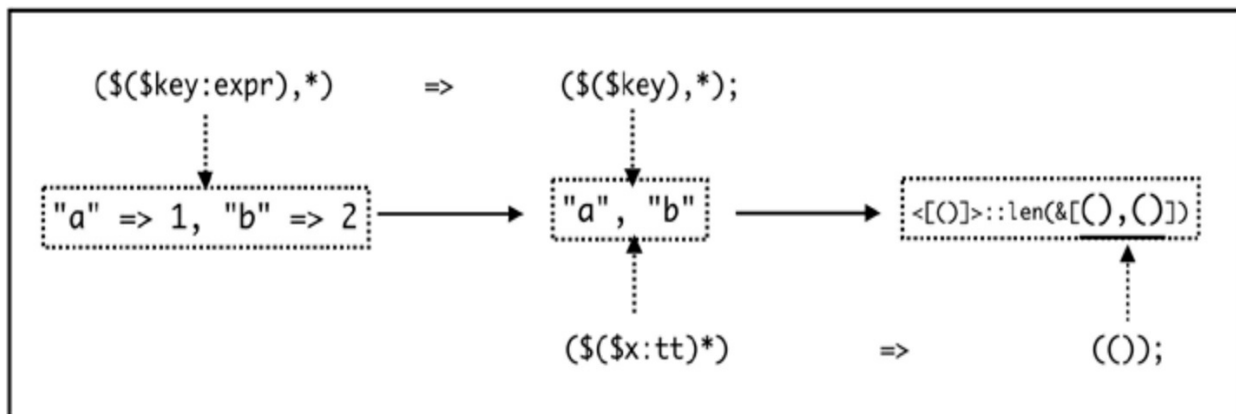 ($($key:expr),*) => ($($key),*);
"a" => 1, "b" => 2 "a", "b" <[()]>::len(&[(),()])
($($x:tt)*) => (());